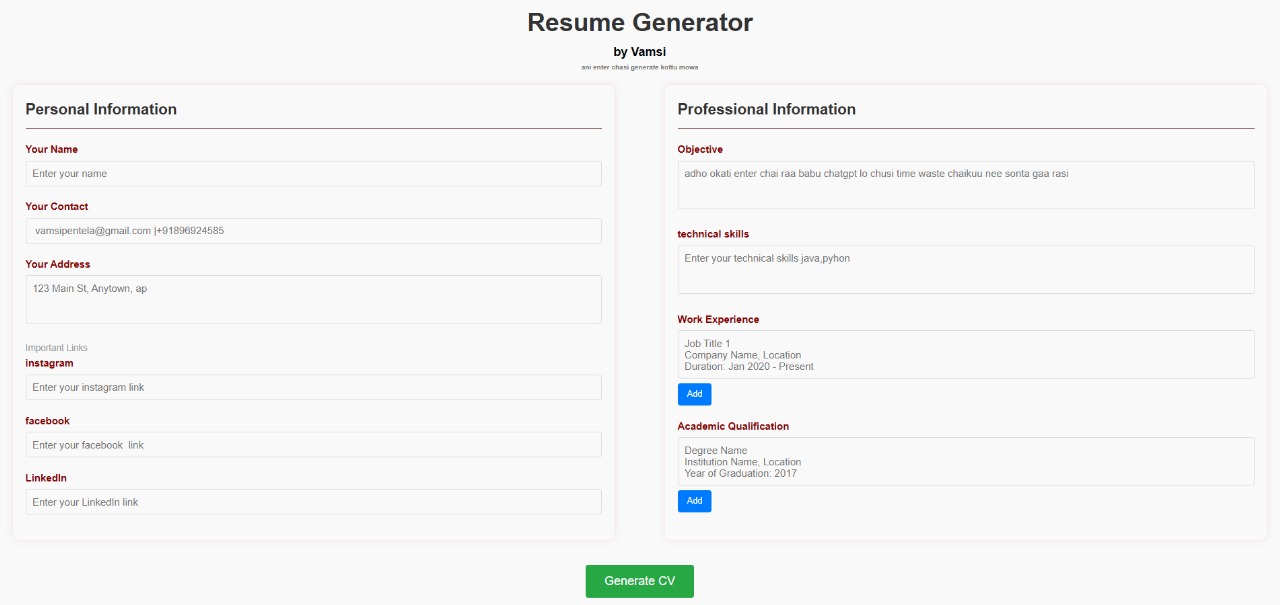 Resume Generator
by Vamsi
ani enter chasi generate kottu mowa
Personal Information
Your Name
Enter your name
Your Contact
vamsipentela@gmail.com |+91896924585
Your Address
123 Main St, Anytown, ap
Important Links
instagram
Enter your instagram link
facebook
Enter your facebook  link
LinkedIn
Enter your LinkedIn link
Professional Information
Objective
adho okati enter chai raa babu chatgpt lo chusi time waste chaikuu nee sonta gaa rasi
technical skills
Enter your technical skills java,pyhon
Work Experience
Job Title 1
Company Name, Location
Duration: Jan 2020 - Present
Add
Academic Qualification
Degree Name
Institution Name, Location
Year of Graduation: 2017
Add
Generate CV